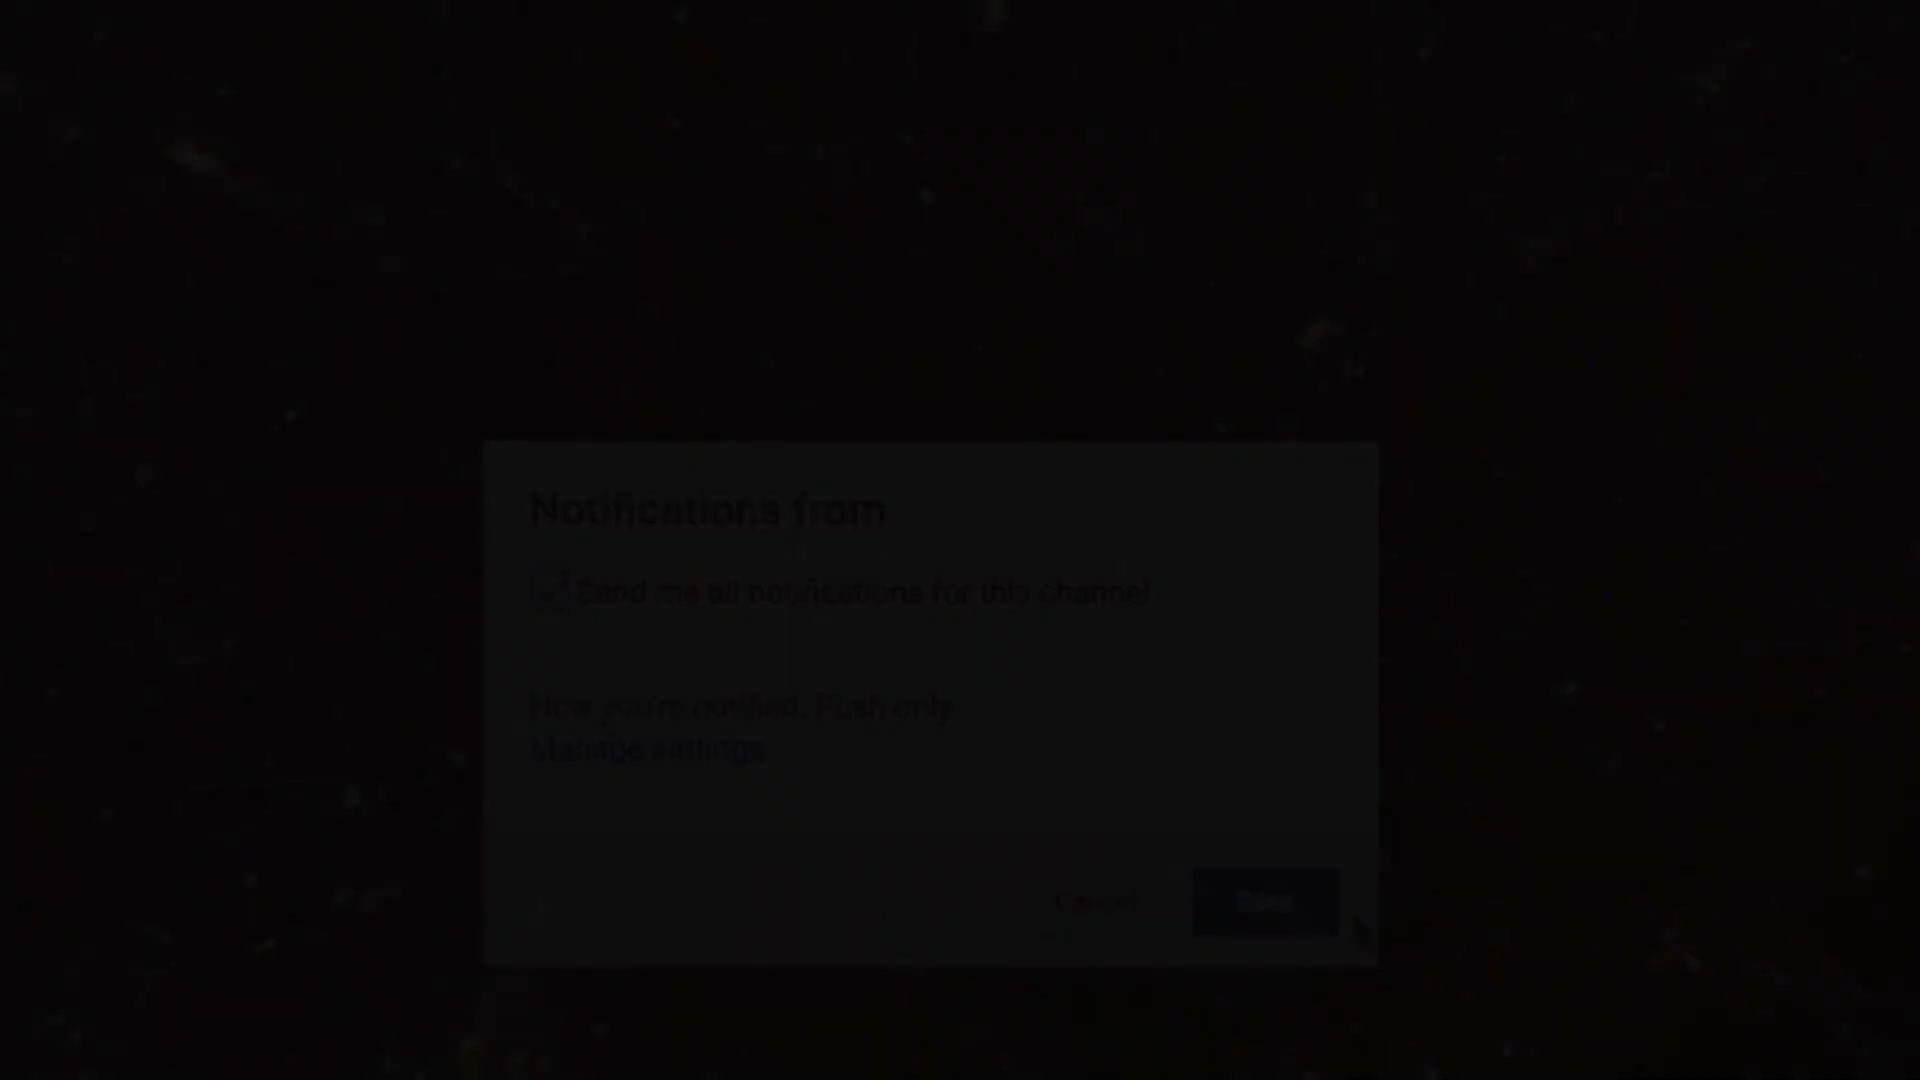 Notifications from
Send me all notifications for this channel
How you're notified: Push only
Manage settings
Cancel
Save